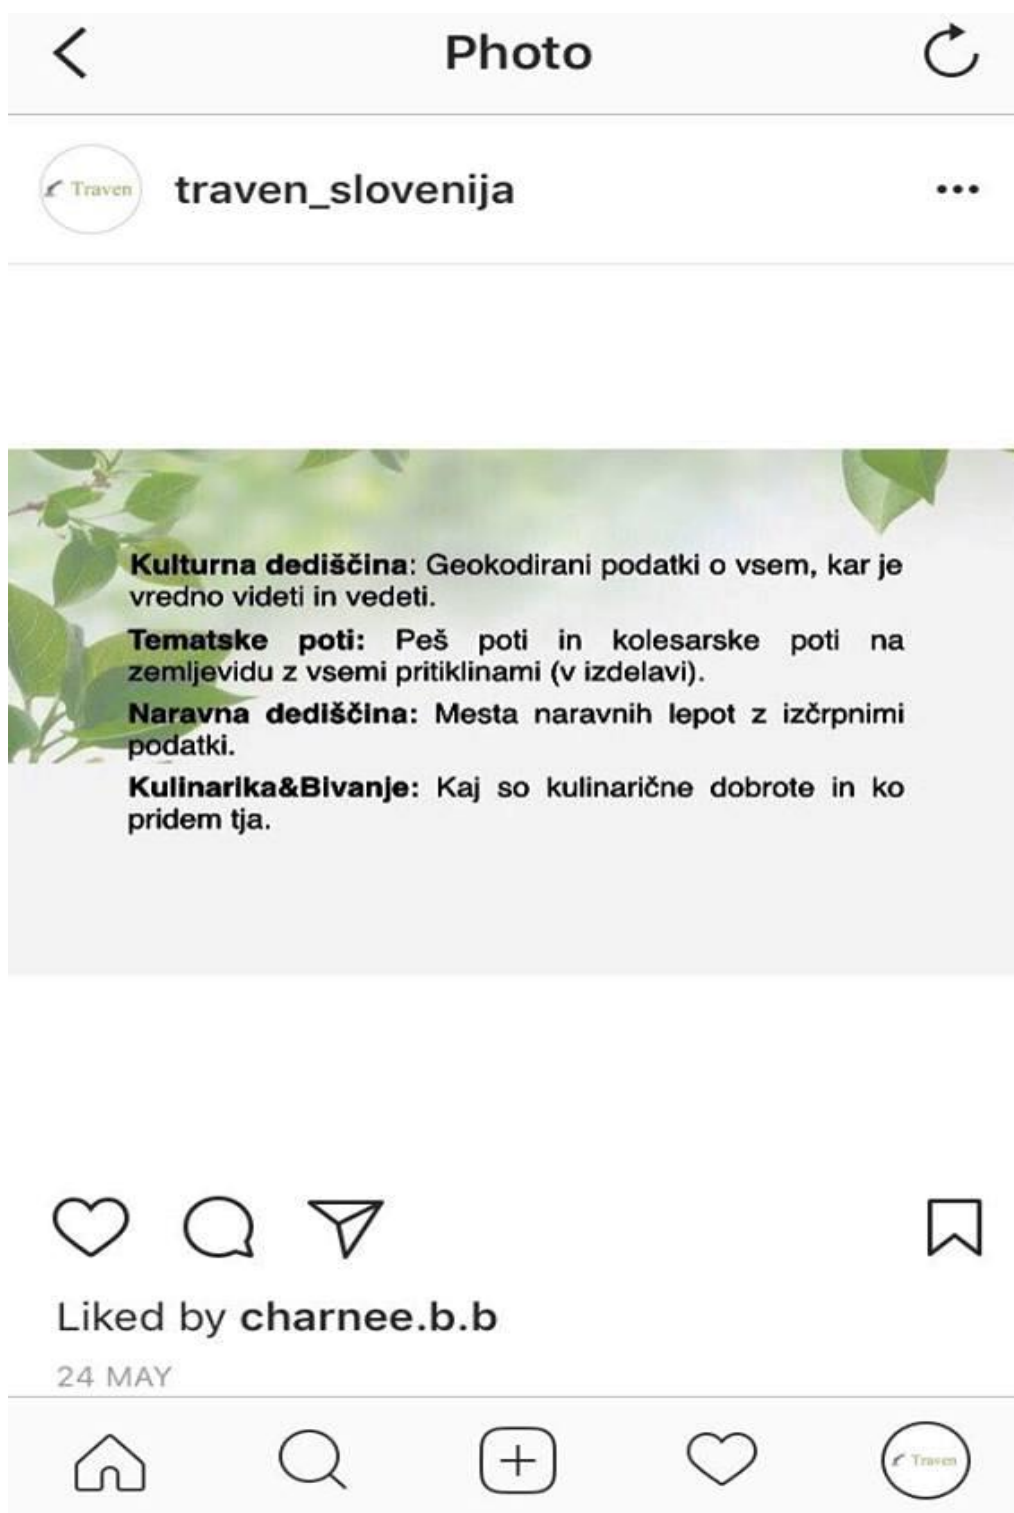 Photo
Traven
traven_slovenija
Kulturna dediščina: Geokodirani podatki o vsem, kar je
vredno videti in vedeti.
Tematske poti: Peš poti in kolesarske poti na
zemljevidu z vsemi pritiklinami (v izdelavi).
Naravna dediščina: Mesta naravnih lepot z izčrpnimi
podatki.
Kulinarika&Bivanje: Kaj so kulinarične dobrote in ko
pridem tja.
Liked by charnee.b.b
24 MAY
Traven